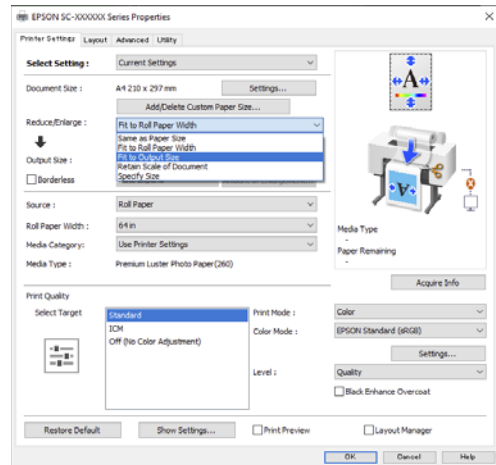 EPSON SC-XXXXXX Series Properties
Printer Settings Layout Advanced Utility
Select Setting : Current Settings
Document Size : A4 210 x 297 mm Settings...
Add/Delete Custom Paper Size...
Reduce/Enlarge : Fit to Roll Paper Width
Same as Paper Size
Fit to Roll Paper Width
Output Size : Fit to Output Size
Retain Scale of Document
Specify Size
Borderless
Source : Roll Paper
Roll Paper Width : 64 in
Media Category: Use Printer Settings
Media Type : Premium Luster Photo Paper(260)
A
Media Type
-
Paper Remaining
-
Acquire Info
Print Quality
Select Target
Standard
ICM
Off (No Color Adjustment)
Print Mode : Color
Color Mode : EPSON Standard (sRGB)
Settings...
Level : Quality
Black Enhance Overcoat
Restore Default Show Settings... Print Preview Layout Manager
OK Cancel Help